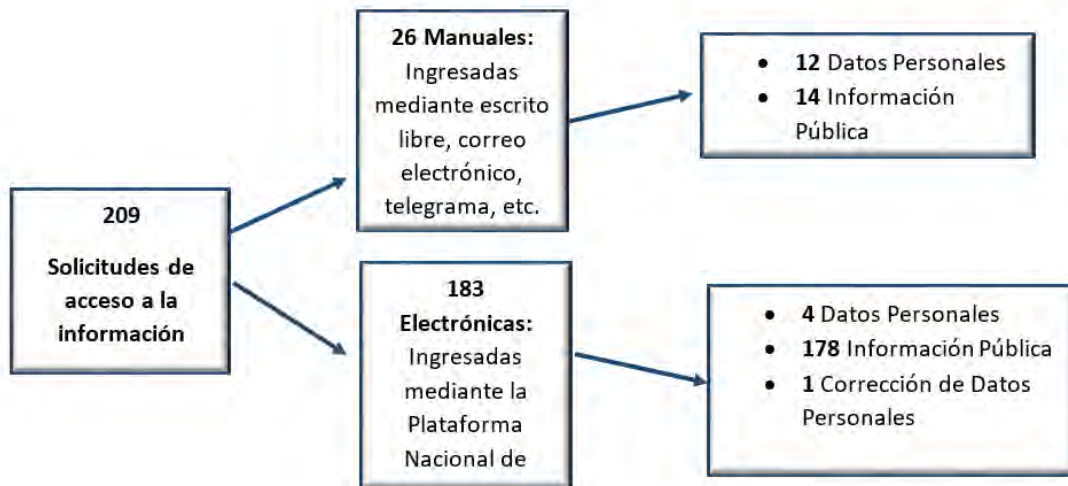 209
Solicitudes de
acceso a la
información
26 Manuales:
Ingresadas
mediante escrito
libre, correo
electrónico,
telegrama, etc.
• 12 Datos Personales
• 14 Información
Pública
183
Electrónicas:
Ingresadas
mediante la
Plataforma
Nacional de
• 4 Datos Personales
• 178 Información Pública
• 1 Corrección de Datos
Personales